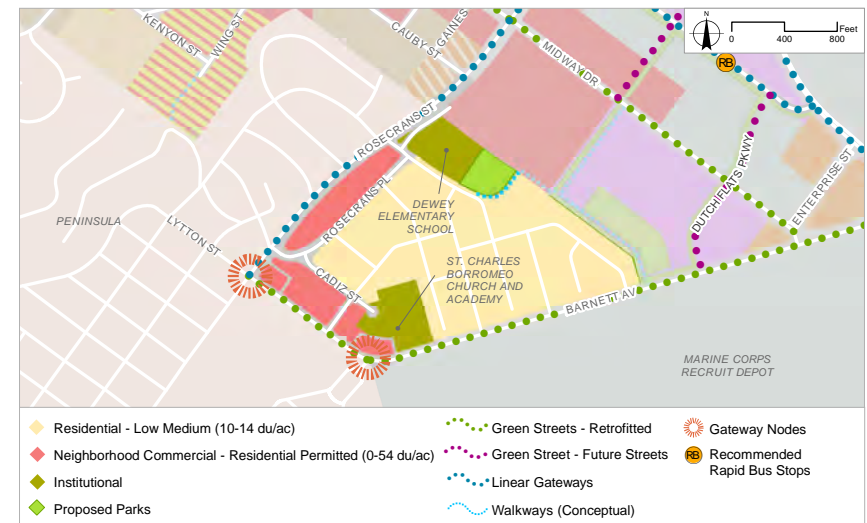 KENYON ST
WING ST
CAUBY ST
GAINES
MIDWAY DR
N
0 400 800
Feet
RB
ROSECRANS ST
DUTCH FLATS PKWY
ENTERPRISE ST
PENINSULA
LYTTON ST
ROSECRANS PL
DEWEY
ELEMENTARY
SCHOOL
CADIZ ST
ST. CHARLES
BORROMEO
CHURCH AND
ACADEMY
BARNETT AV
MARINE CORPS
RECRUIT DEPOT
Residential - Low Medium (10-14 du/ac)
Neighborhood Commercial - Residential Permitted (0-54 du/ac)
Institutional
Proposed Parks
Green Streets - Retrofitted
Green Street - Future Streets
Linear Gateways
Walkways (Conceptual)
Gateway Nodes
RB Recommended
Rapid Bus Stops